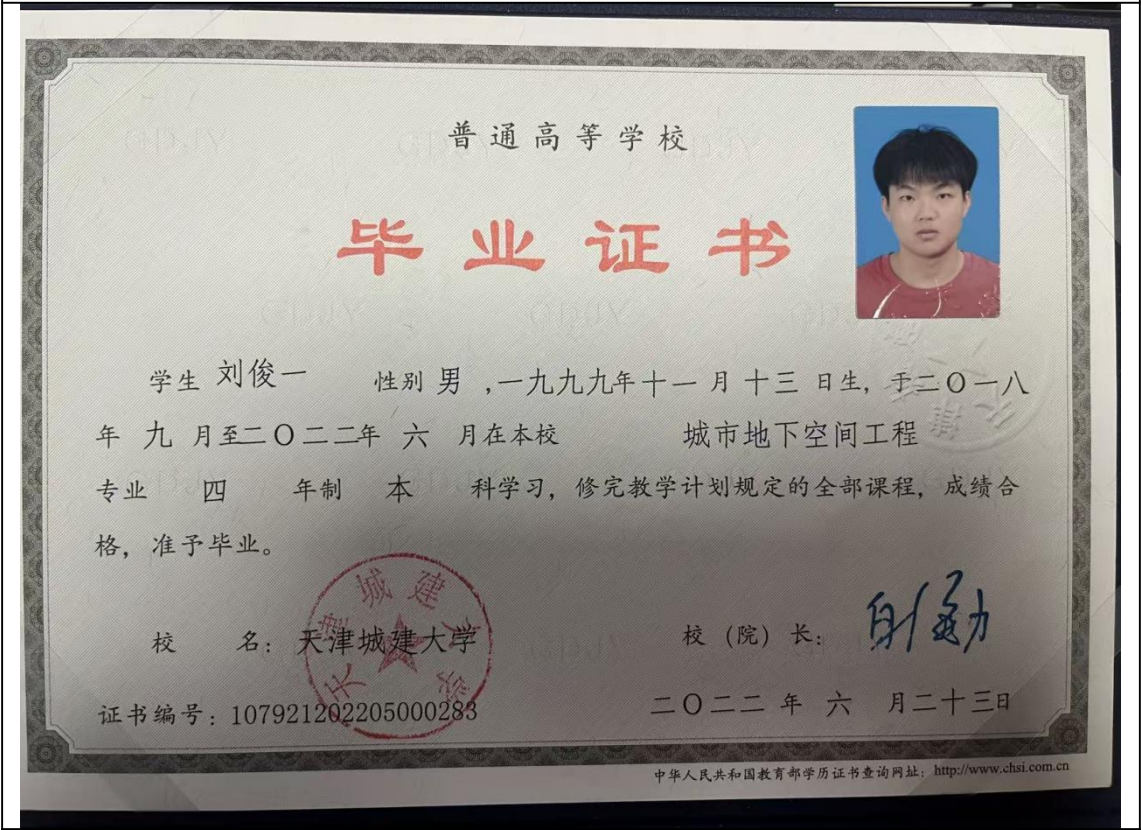 普通高等学校
毕业证书
学生 刘俊一 性别 男 ,一九九九年十一月十三日生, 于二〇一八
年 九 月至二〇二二年 六 月在本校 城市地下空间工程
专业 四 年制 本 科学习, 修完教学计划规定的全部课程, 成绩合
格, 准予毕业。
校 名: 天津城建大学
校 (院) 长:
天津城建大学
证书编号: 107921202205000283
二〇二二 年 六 月二十三日
中华人民共和国教育部学历证书查询网址: http://www.chsi.com.cn